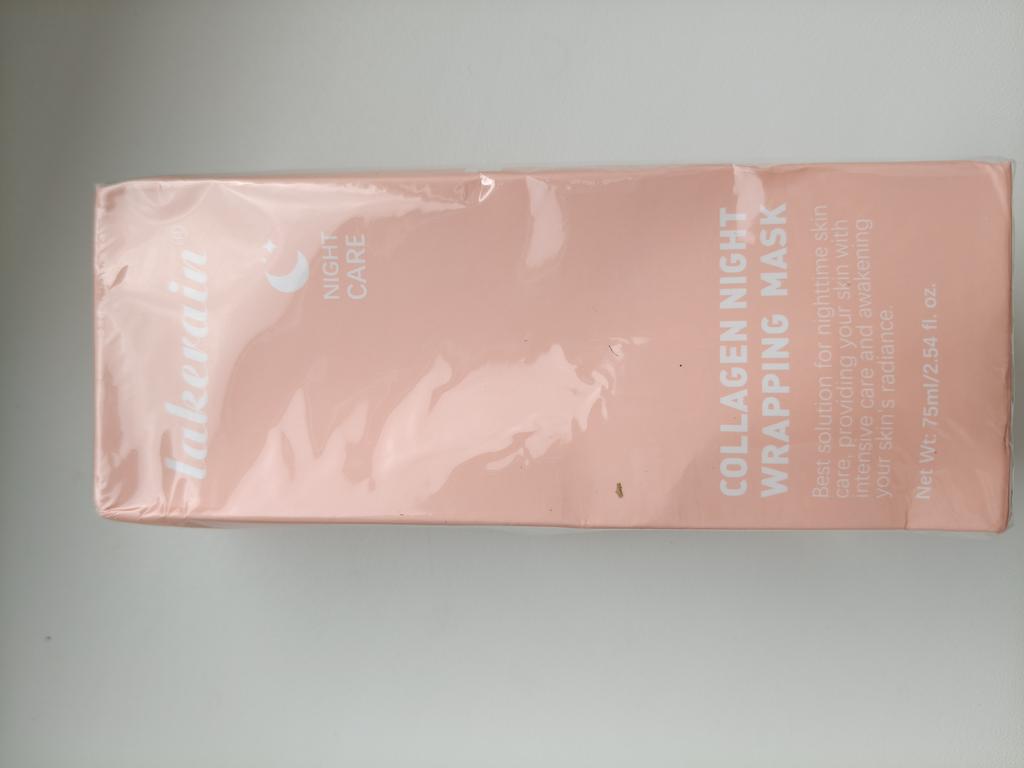 lakerain®
NIGHT
CARE
COLLAGEN NIGHT
WRAPPING MASK
Best solution for nighttime skin
care, providing your skin with
intensive care and awakening
your skin's radiance.
Net Wt: 75ml/2.54 fl. oz.